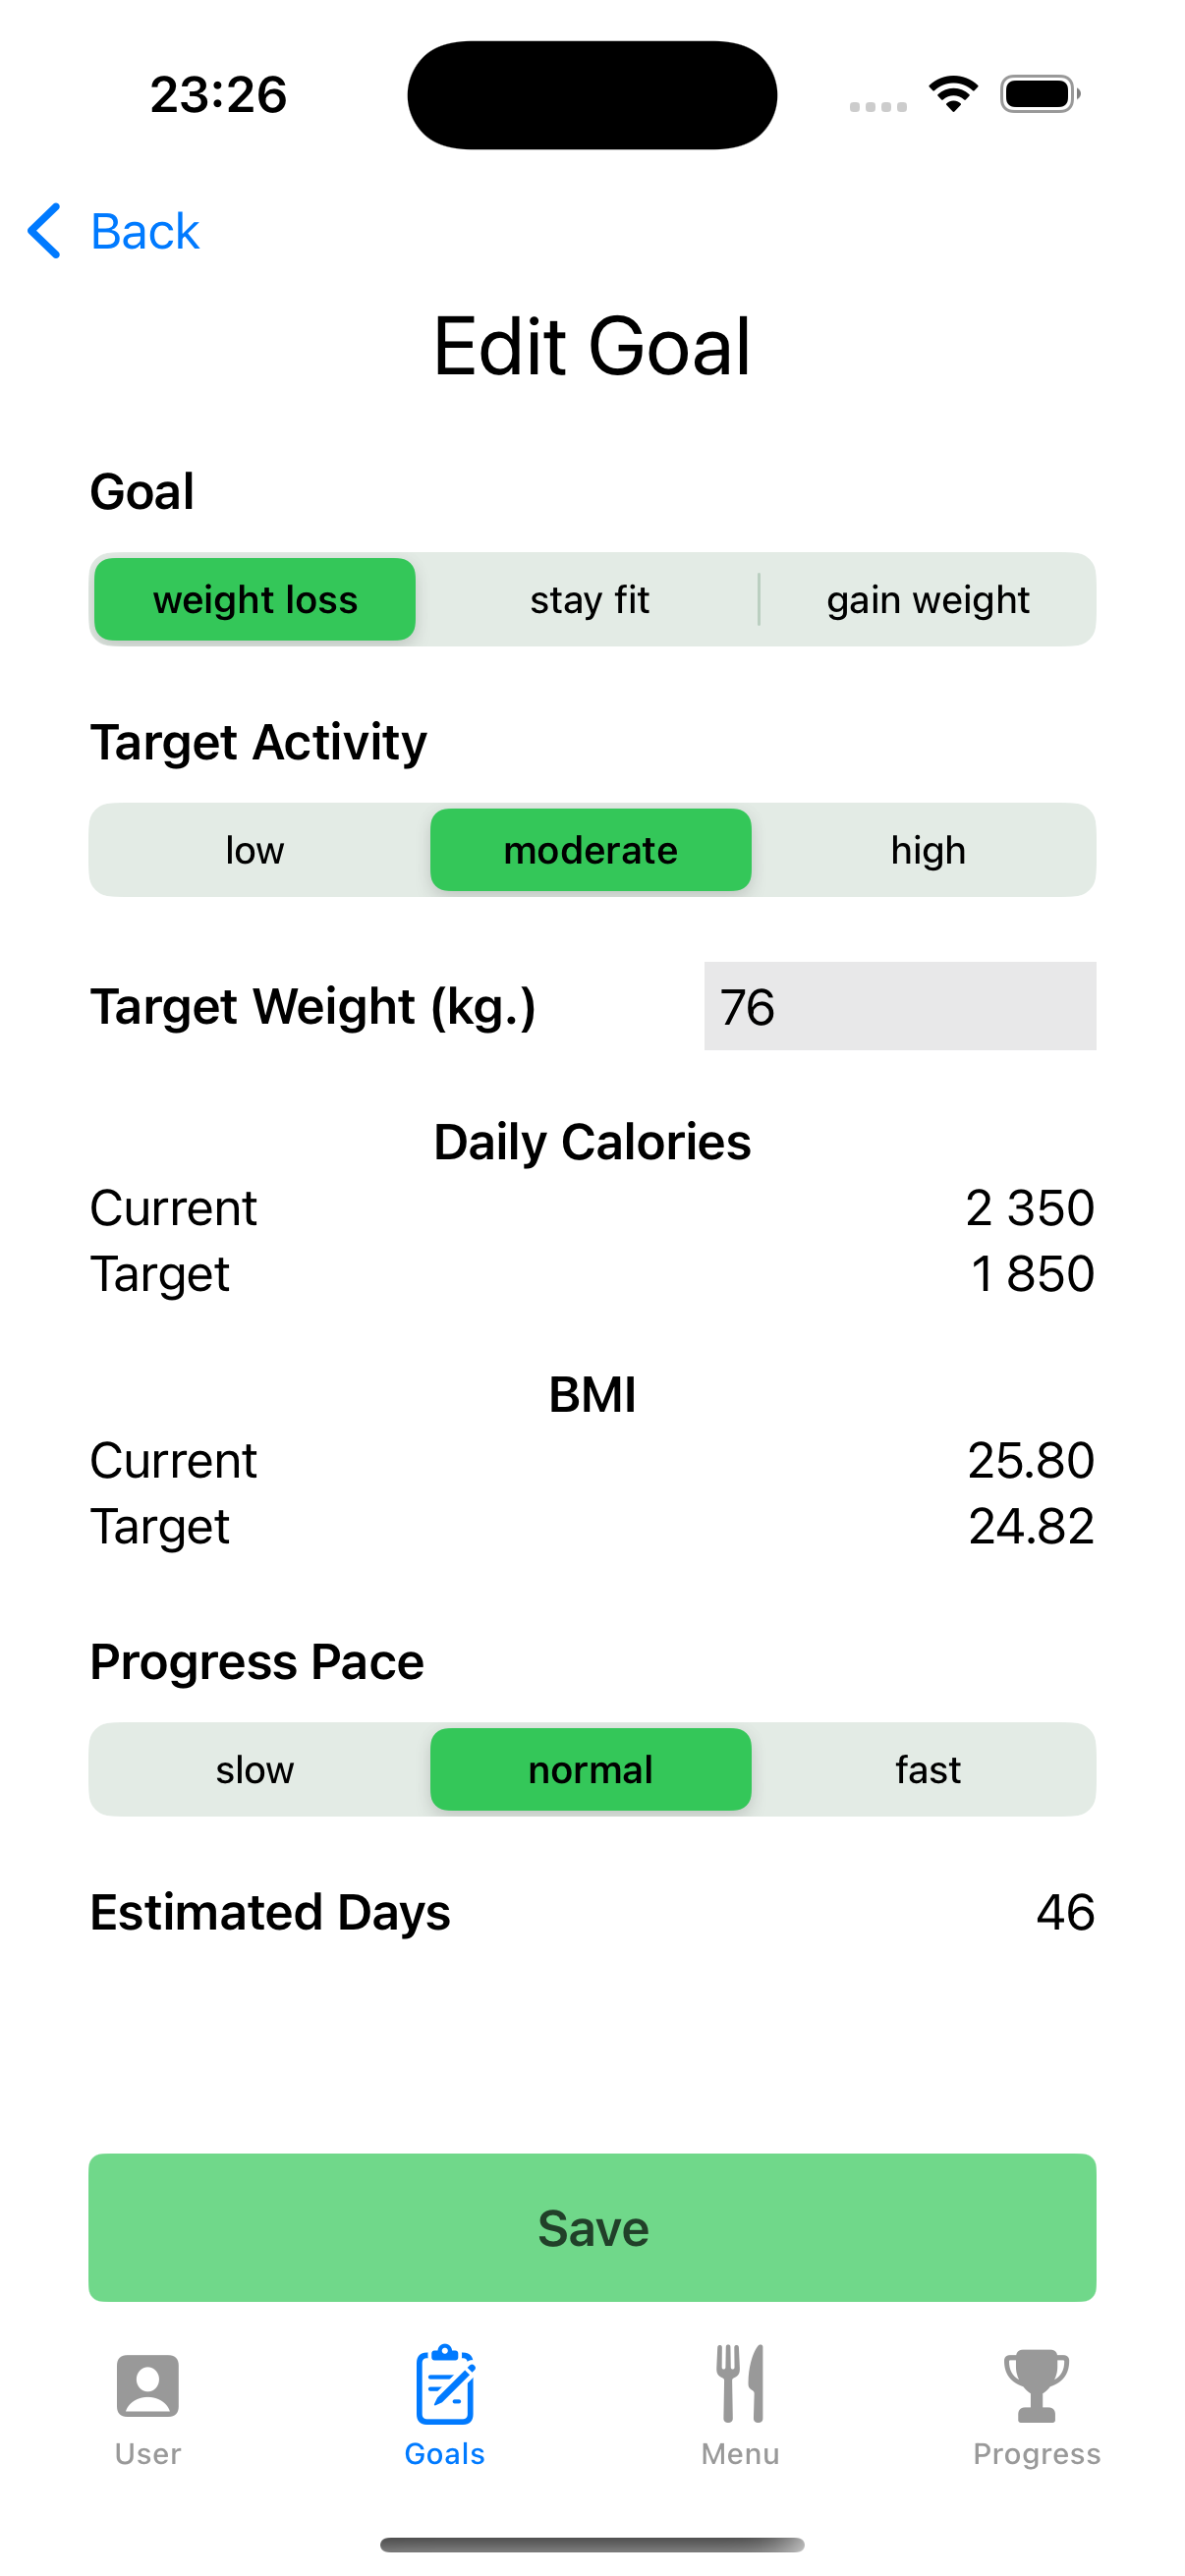 23:26
Back
Edit Goal
Goal
weight loss stay fit gain weight
Target Activity
low moderate high
Target Weight (kg.) 76
Daily Calories
Current 2 350
Target 1 850
BMI
Current 25.80
Target 24.82
Progress Pace
slow normal fast
Estimated Days 46
Save
User Goals Menu Progress